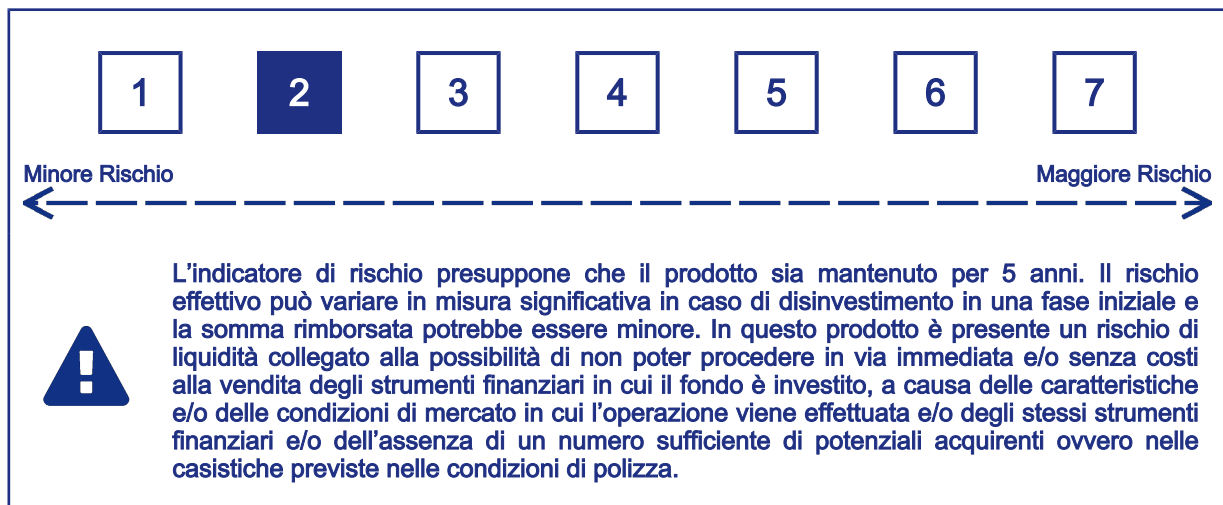 1 2 3 4 5 6 7
Minore Rischio Maggiore Rischio
L’indicatore di rischio presuppone che il prodotto sia mantenuto per 5 anni. Il rischio
effettivo può variare in misura significativa in caso di disinvestimento in una fase iniziale e
la somma rimborsata potrebbe essere minore. In questo prodotto è presente un rischio di
liquidità collegato alla possibilità di non poter procedere in via immediata e/o senza costi
alla vendita degli strumenti finanziari in cui il fondo è investito, a causa delle caratteristiche
e/o delle condizioni di mercato in cui l’operazione viene effettuata e/o degli stessi strumenti
finanziari e/o dell’assenza di un numero sufficiente di potenziali acquirenti ovvero nelle
casistiche previste nelle condizioni di polizza.